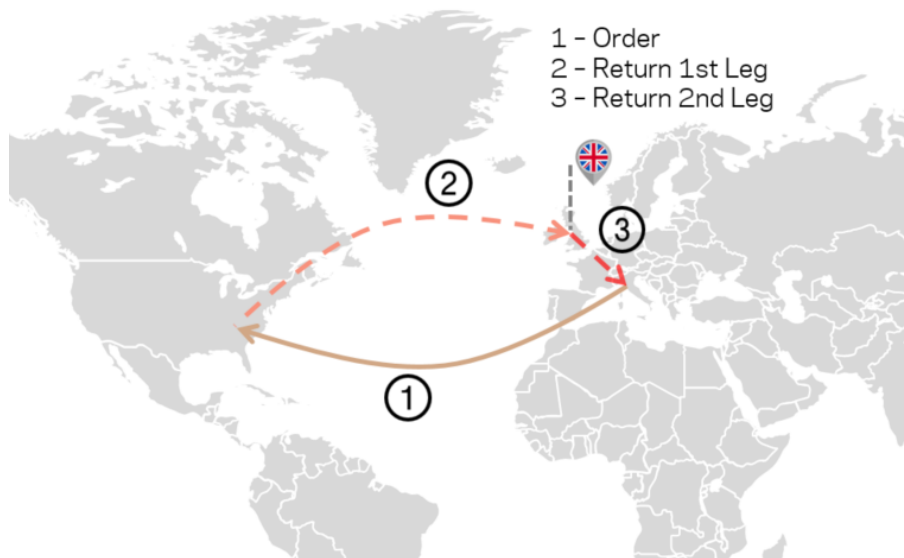 1 – Order
2 – Return 1st Leg
3 – Return 2nd Leg
2
3
1